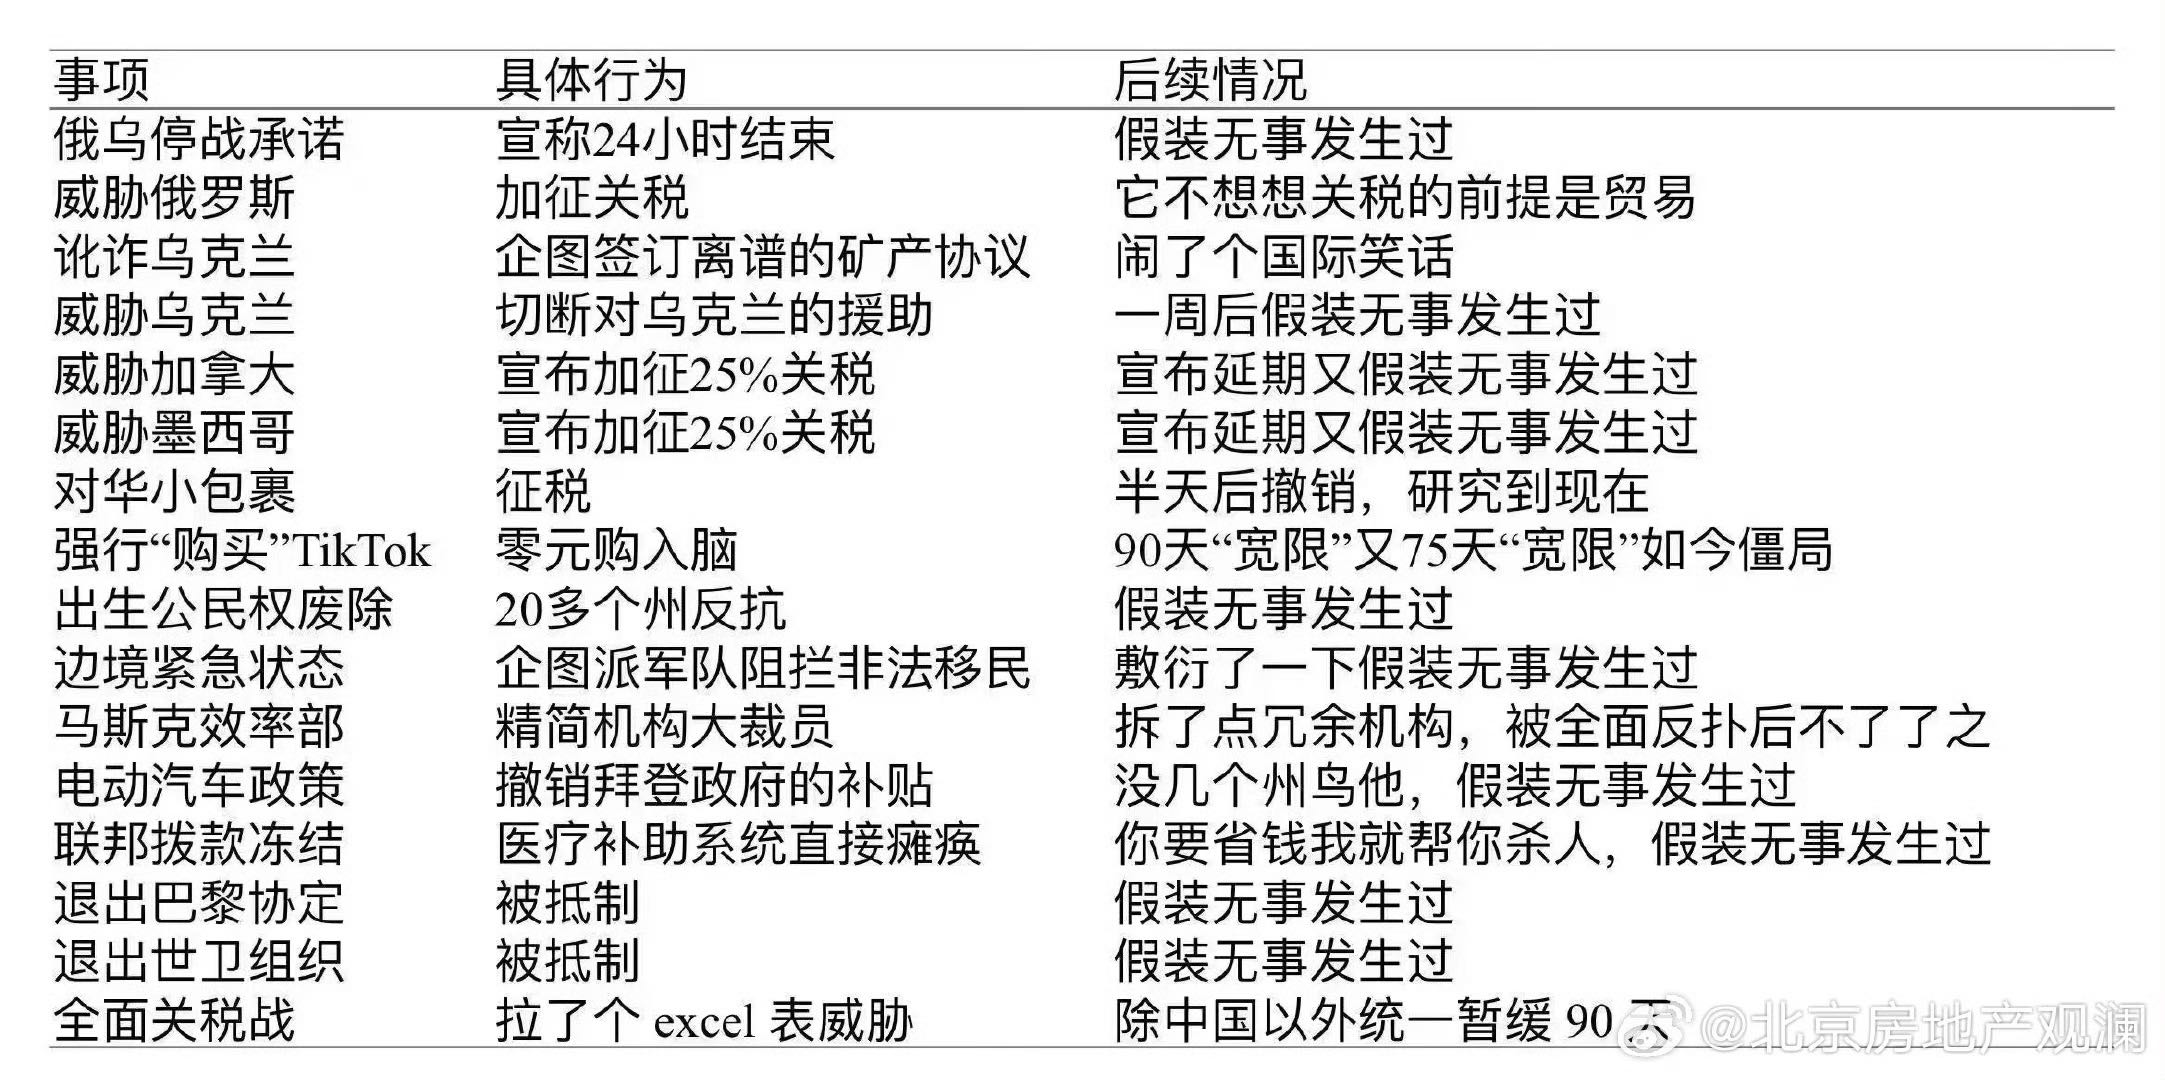 事项 具体行为 后续情况
俄乌停战承诺 宣称24小时结束 假装无事发生过
威胁俄罗斯 加征关税 它不想想关税的前提是贸易
讹诈乌克兰 企图签订离谱的矿产协议 闹了个国际笑话
威胁乌克兰 切断对乌克兰的援助 一周后假装无事发生过
威胁加拿大 宣布加征25%关税 宣布延期又假装无事发生过
威胁墨西哥 宣布加征25%关税 宣布延期又假装无事发生过
对华小包裹 征税 半天后撤销，研究到现在
强行“购买”TikTok 零元购入脑 90天“宽限”又75天“宽限”如今僵局
出生公民权废除 20多个州反抗 假装无事发生过
边境紧急状态 企图派军队阻拦非法移民 敷衍了一下假装无事发生过
马斯克效率部 精简机构大裁员 拆了点冗余机构，被全面反扑后不了了之
电动汽车政策 撤销拜登政府的补贴 没几个州鸟他，假装无事发生过
联邦拨款冻结 医疗补助系统直接瘫痪 你要省钱我就帮你杀人，假装无事发生过
退出巴黎协定 被抵制 假装无事发生过
退出世卫组织 被抵制 假装无事发生过
全面关税战 拉了个 excel 表威胁 除中国以外统一暂缓 90 天
@北京房地产观澜